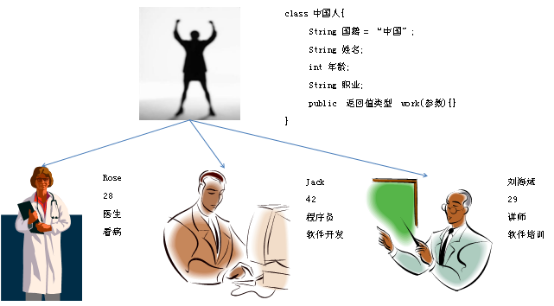 class 中国人{
String 国籍 = “中国”;
String 姓名;
int 年龄;
String 职业;
public 返回值类型 work(参数){}
}
Rose
28
医生
看病
Jack
42
程序员
软件开发
刘海斌
29
讲师
软件培训